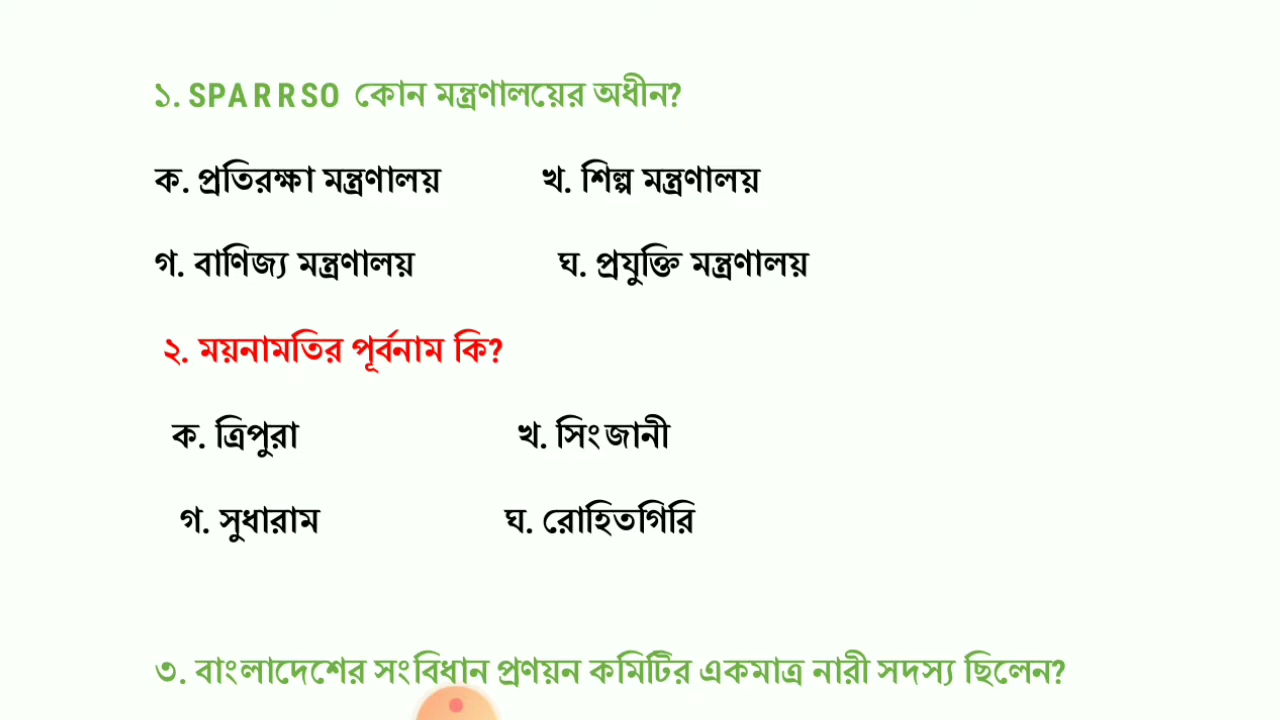 ১. SPARRSO কোন মন্ত্রণালয়ের অধীন?
ক. প্রতিরক্ষা মন্ত্রণালয় খ. শিল্প মন্ত্রণালয়
গ. বাণিজ্য মন্ত্রণালয় ঘ. প্রযুক্তি মন্ত্রণালয়
২. ময়নামতির পূর্বনাম কি?
ক. ত্রিপুরা খ. সিংজানী
গ. সুধারাম ঘ. রোহিতগিরি
৩. বাংলাদেশের সংবিধান প্রণয়ন কমিটির একমাত্র নারী সদস্য ছিলেন?